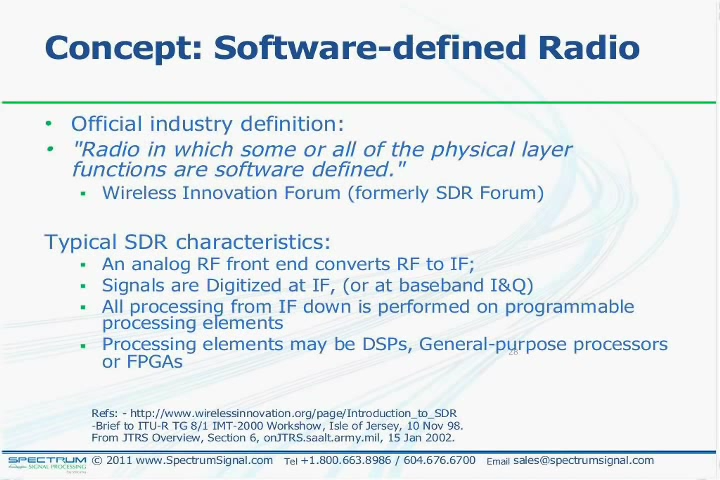 Concept: Software-defined Radio
• Official industry definition:
• "Radio in which some or all of the physical layer
functions are software defined."
▪ Wireless Innovation Forum (formerly SDR Forum)
Typical SDR characteristics:
▪ An analog RF front end converts RF to IF;
▪ Signals are Digitized at IF, (or at baseband I&Q)
▪ All processing from IF down is performed on programmable
processing elements
▪ Processing elements may be DSPs, General-purpose processors
or FPGAs
28
Refs: - http://www.wirelessinnovation.org/page/Introduction_to_SDR
-Brief to ITU-R TG 8/1 IMT-2000 Workshow, Isle of Jersey, 10 Nov 98.
From JTRS Overview, Section 6, onJTRS.saalt.army.mil, 15 Jan 2002.
SPECTRUM
SIGNAL PROCESSING
© 2011 www.SpectrumSignal.com Tel +1.800.663.8986 / 604.676.6700 Email sales@spectrumsignal.com